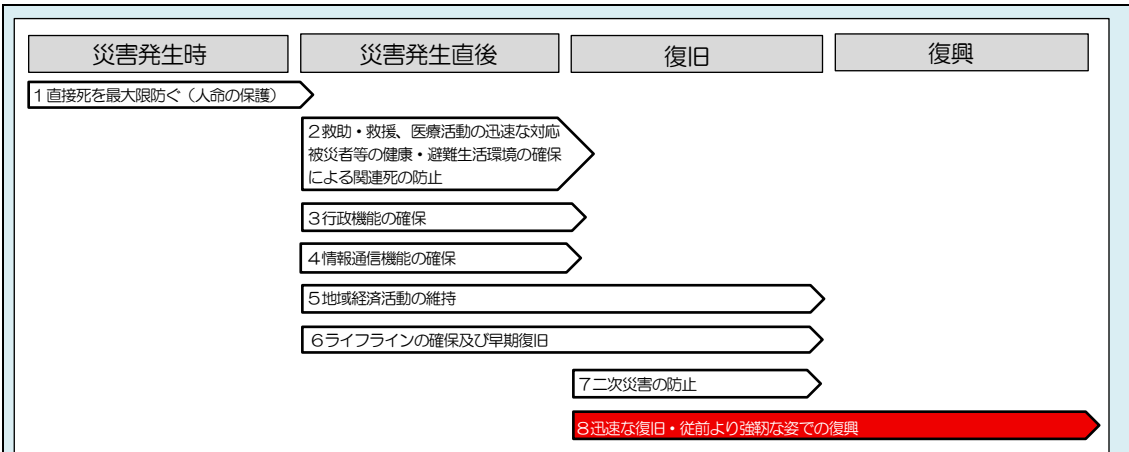 災害発生時
災害発生直後
復旧
復興
1直接死を最大限防ぐ(人命の保護)
2救助・救援、医療活動の迅速な対応
被災者等の健康・避難生活環境の確保
による関連死の防止
3行政機能の確保
4情報通信機能の確保
5地域経済活動の維持
6ライフラインの確保及び早期復旧
7二次災害の防止
8迅速な復旧・従前より強靭な姿での復興